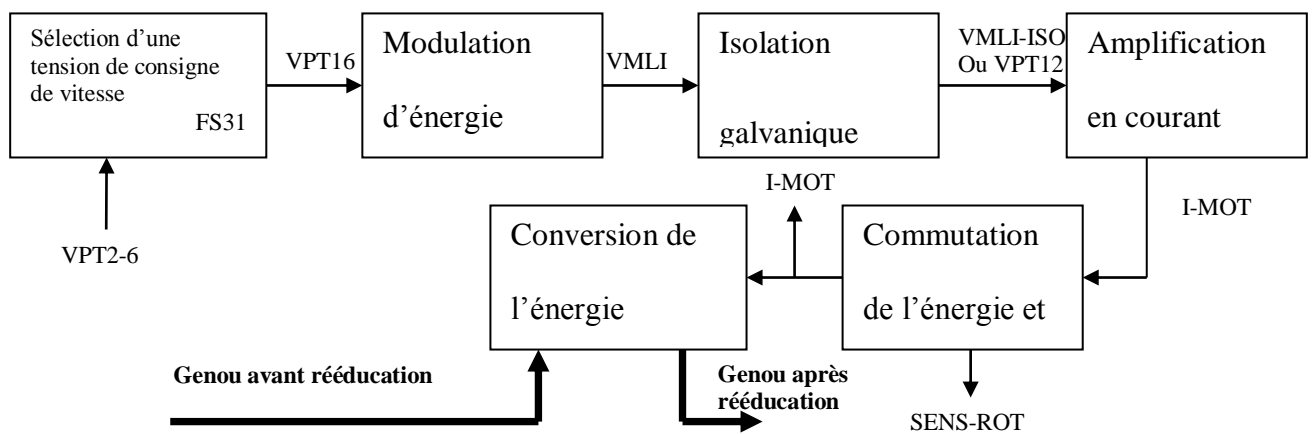 Sélection d’une
tension de consigne
de vitesse
FS31
VPT16
Modulation
d’énergie
VMLI
Isolation
galvanique
VMLI-ISO
Ou VPT12
Amplification
en courant
VPT2-6
I-MOT
I-MOT
Conversion de
l’énergie
Commutation
de l’énergie et
Genou avant rééducation
Genou après
rééducation
SENS-ROT